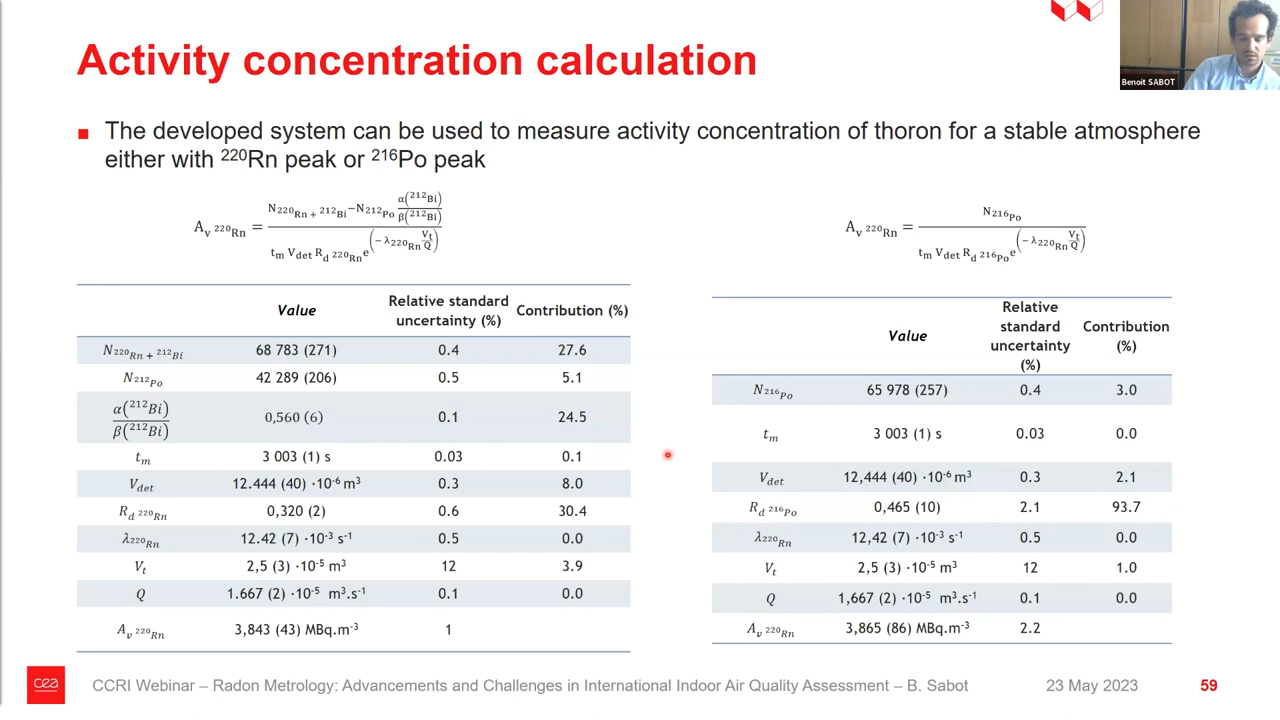 Activity concentration calculation
Benoit SABOT
■ The developed system can be used to measure activity concentration of thoron for a stable atmosphere
either with ²²⁰Rn peak or ²¹⁶Po peak
A_v ²²⁰Rn = (N_²²⁰Rn + ²¹²Bi − N_²¹²Po α(²¹²Bi)/β(²¹²Bi)) / (t_m V_det R_d ²²⁰Rn e^(−λ_²²⁰Rn V_t/Q))
A_v ²²⁰Rn = N_²¹⁶Po / (t_m V_det R_d ²¹⁶Po e^(−λ_²²⁰Rn V_t/Q))
Value Relative standard uncertainty (%) Contribution (%)
N_²²⁰Rn + ²¹²Bi 68 783 (271) 0.4 27.6
N_²¹²Po 42 289 (206) 0.5 5.1
α(²¹²Bi)/β(²¹²Bi) 0,560 (6) 0.1 24.5
t_m 3 003 (1) s 0.03 0.1
V_det 12.444 (40) ·10⁻⁶ m³ 0.3 8.0
R_d ²²⁰Rn 0,320 (2) 0.6 30.4
λ_²²⁰Rn 12.42 (7) ·10⁻³ s⁻¹ 0.5 0.0
V_t 2,5 (3) ·10⁻⁵ m³ 12 3.9
Q 1.667 (2) ·10⁻⁵ m³.s⁻¹ 0.1 0.0
A_v ²²⁰Rn 3,843 (43) MBq.m⁻³ 1
Value Relative standard uncertainty (%) Contribution (%)
N_²¹⁶Po 65 978 (257) 0.4 3.0
t_m 3 003 (1) s 0.03 0.0
V_det 12,444 (40) ·10⁻⁶ m³ 0.3 2.1
R_d ²¹⁶Po 0,465 (10) 2.1 93.7
λ_²²⁰Rn 12,42 (7) ·10⁻³ s⁻¹ 0.5 0.0
V_t 2,5 (3) ·10⁻⁵ m³ 12 1.0
Q 1,667 (2) ·10⁻⁵ m³.s⁻¹ 0.1 0.0
A_v ²²⁰Rn 3,865 (86) MBq.m⁻³ 2.2
cea
CCRI Webinar – Radon Metrology: Advancements and Challenges in International Indoor Air Quality Assessment – B. Sabot
23 May 2023
59